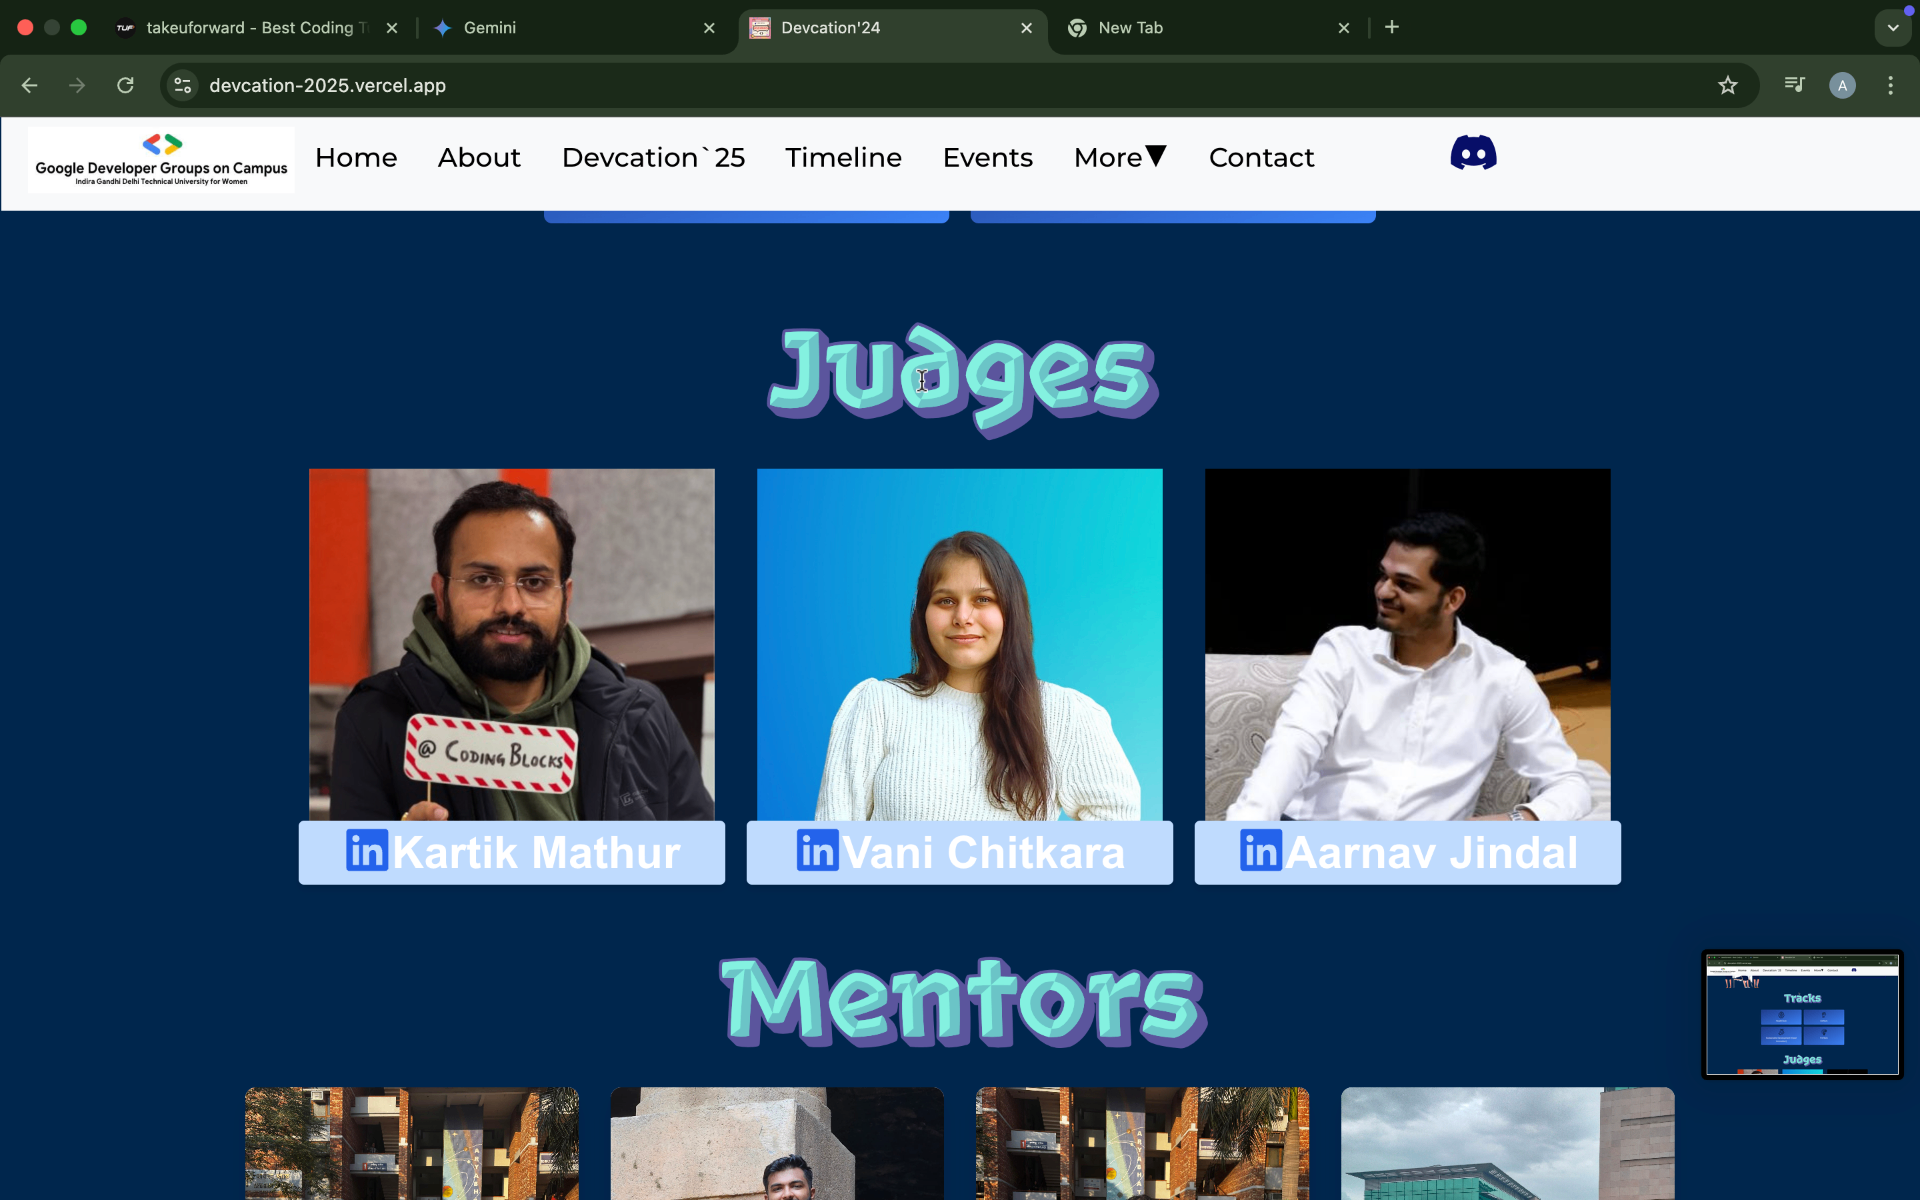 TUF takeuforward - Best Coding T
Gemini
Devcation'24
New Tab
devcation-2025.vercel.app
A
Google Developer Groups on Campus
Indira Gandhi Delhi Technical University for Women
Home
About
Devcation`25
Timeline
Events
More▼
Contact
Judges
@ CODING BLOCKS
in Kartik Mathur
in Vani Chitkara
in Aarnav Jindal
Mentors
Tracks
Judges